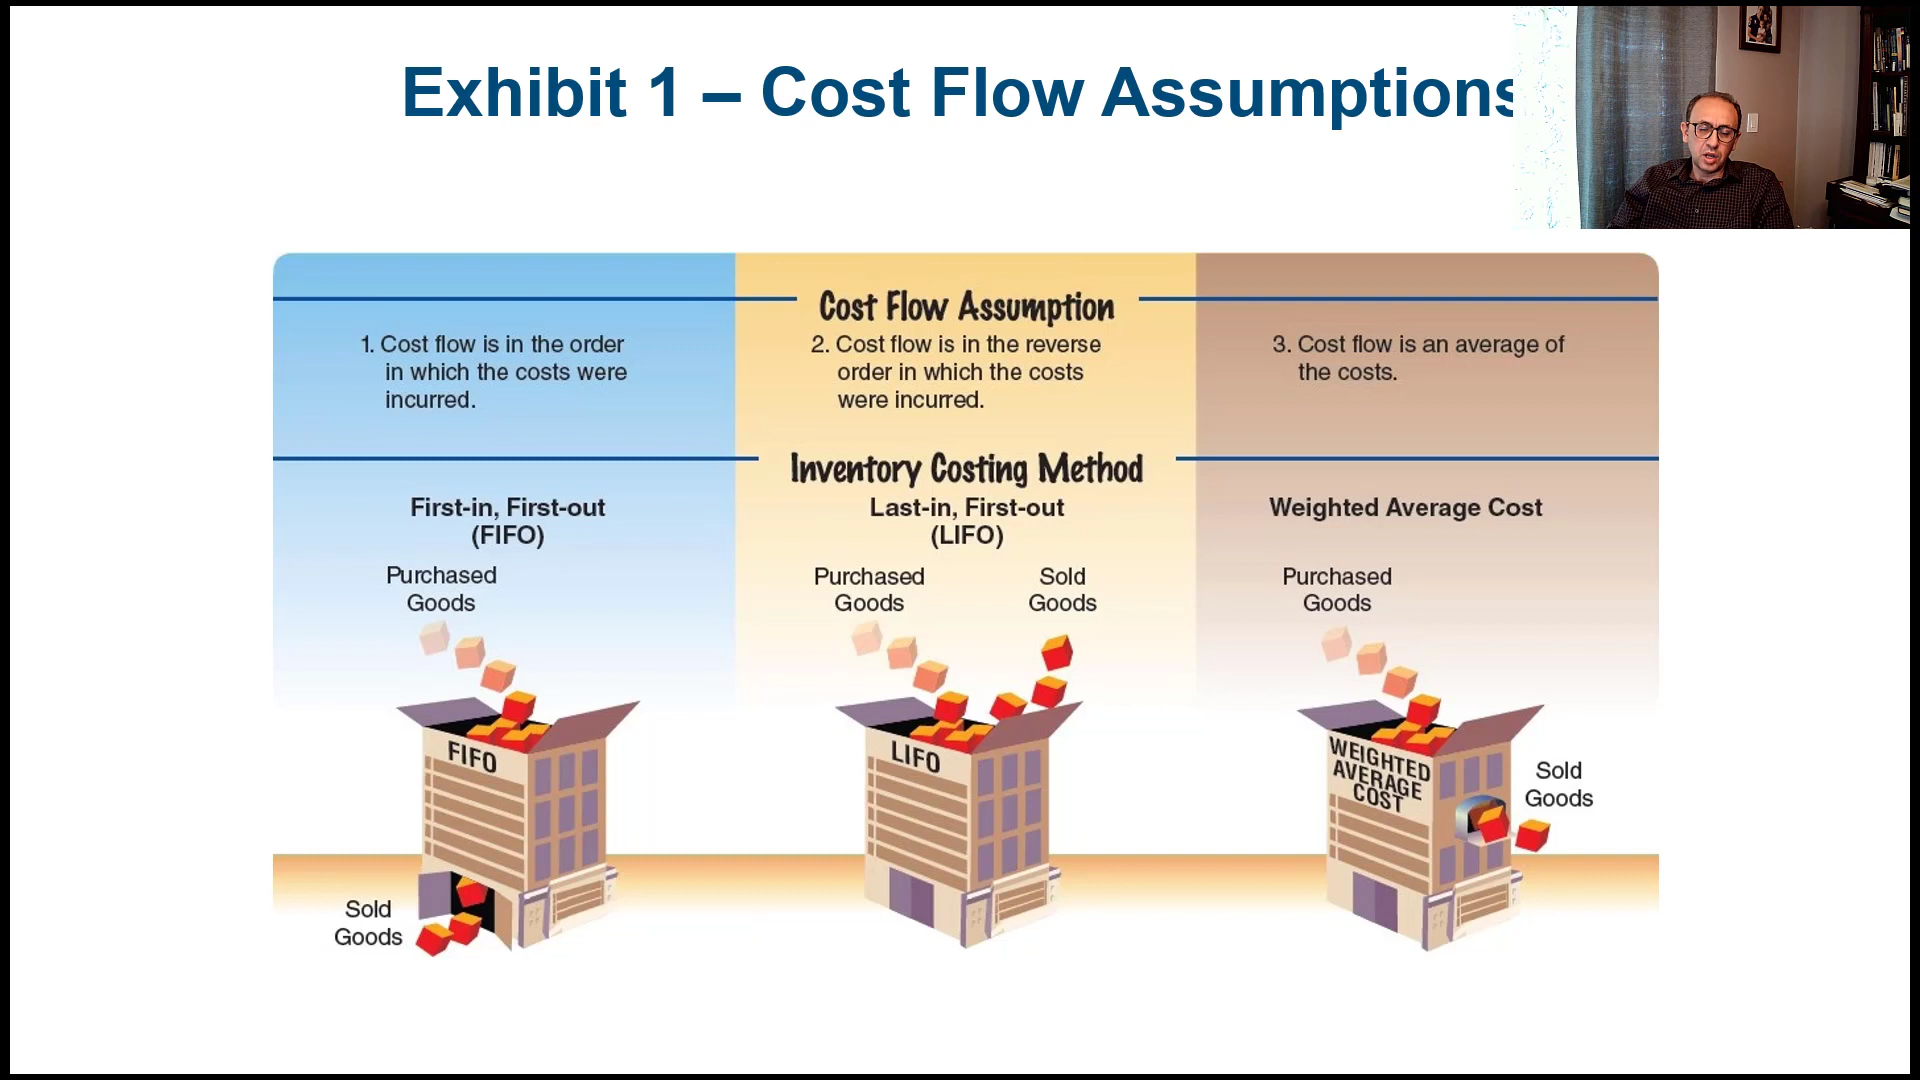 Exhibit 1 – Cost Flow Assumptions
Cost Flow Assumption
1. Cost flow is in the order
in which the costs were
incurred.
2. Cost flow is in the reverse
order in which the costs
were incurred.
3. Cost flow is an average of
the costs.
Inventory Costing Method
First-in, First-out
(FIFO)
Purchased
Goods
FIFO
Sold
Goods
Last-in, First-out
(LIFO)
Purchased
Goods
Sold
Goods
LIFO
Weighted Average Cost
Purchased
Goods
WEIGHTED
AVERAGE
COST
Sold
Goods